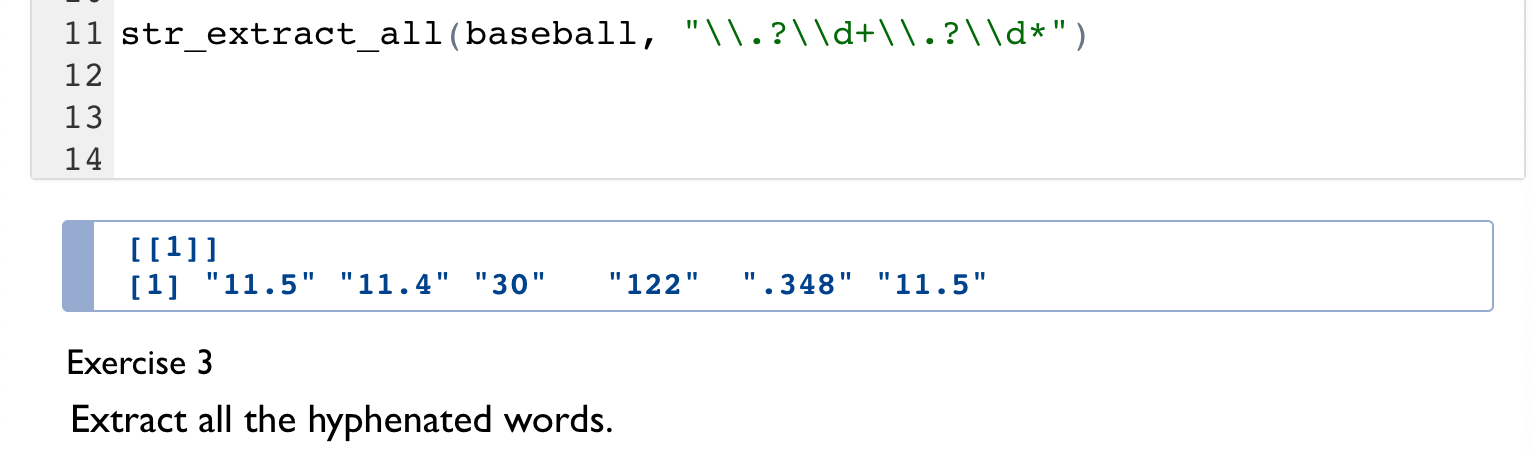 11 str_extract_all(baseball, "\\.?\\d+\\.?\\d*")
12
13
14
[[1]]
[1] "11.5" "11.4" "30"   "122"  ".348" "11.5"
Exercise 3
Extract all the hyphenated words.